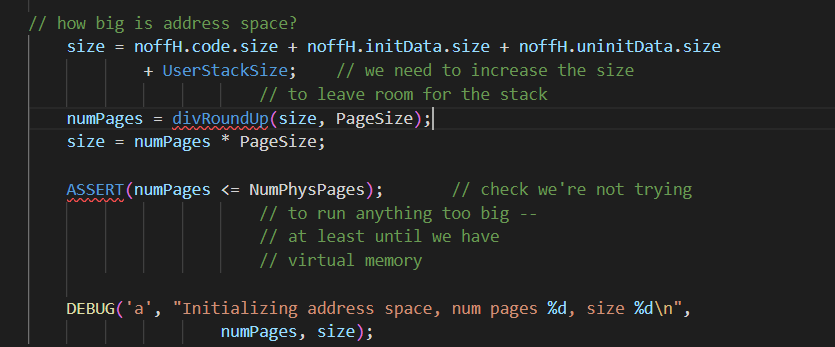 // how big is address space?
size = noffH.code.size + noffH.initData.size + noffH.uninitData.size
+ UserStackSize; // we need to increase the size
// to leave room for the stack
numPages = divRoundUp(size, PageSize);
size = numPages * PageSize;
ASSERT(numPages <= NumPhysPages); // check we're not trying
// to run anything too big --
// at least until we have
// virtual memory
DEBUG('a', "Initializing address space, num pages %d, size %d\n",
numPages, size);